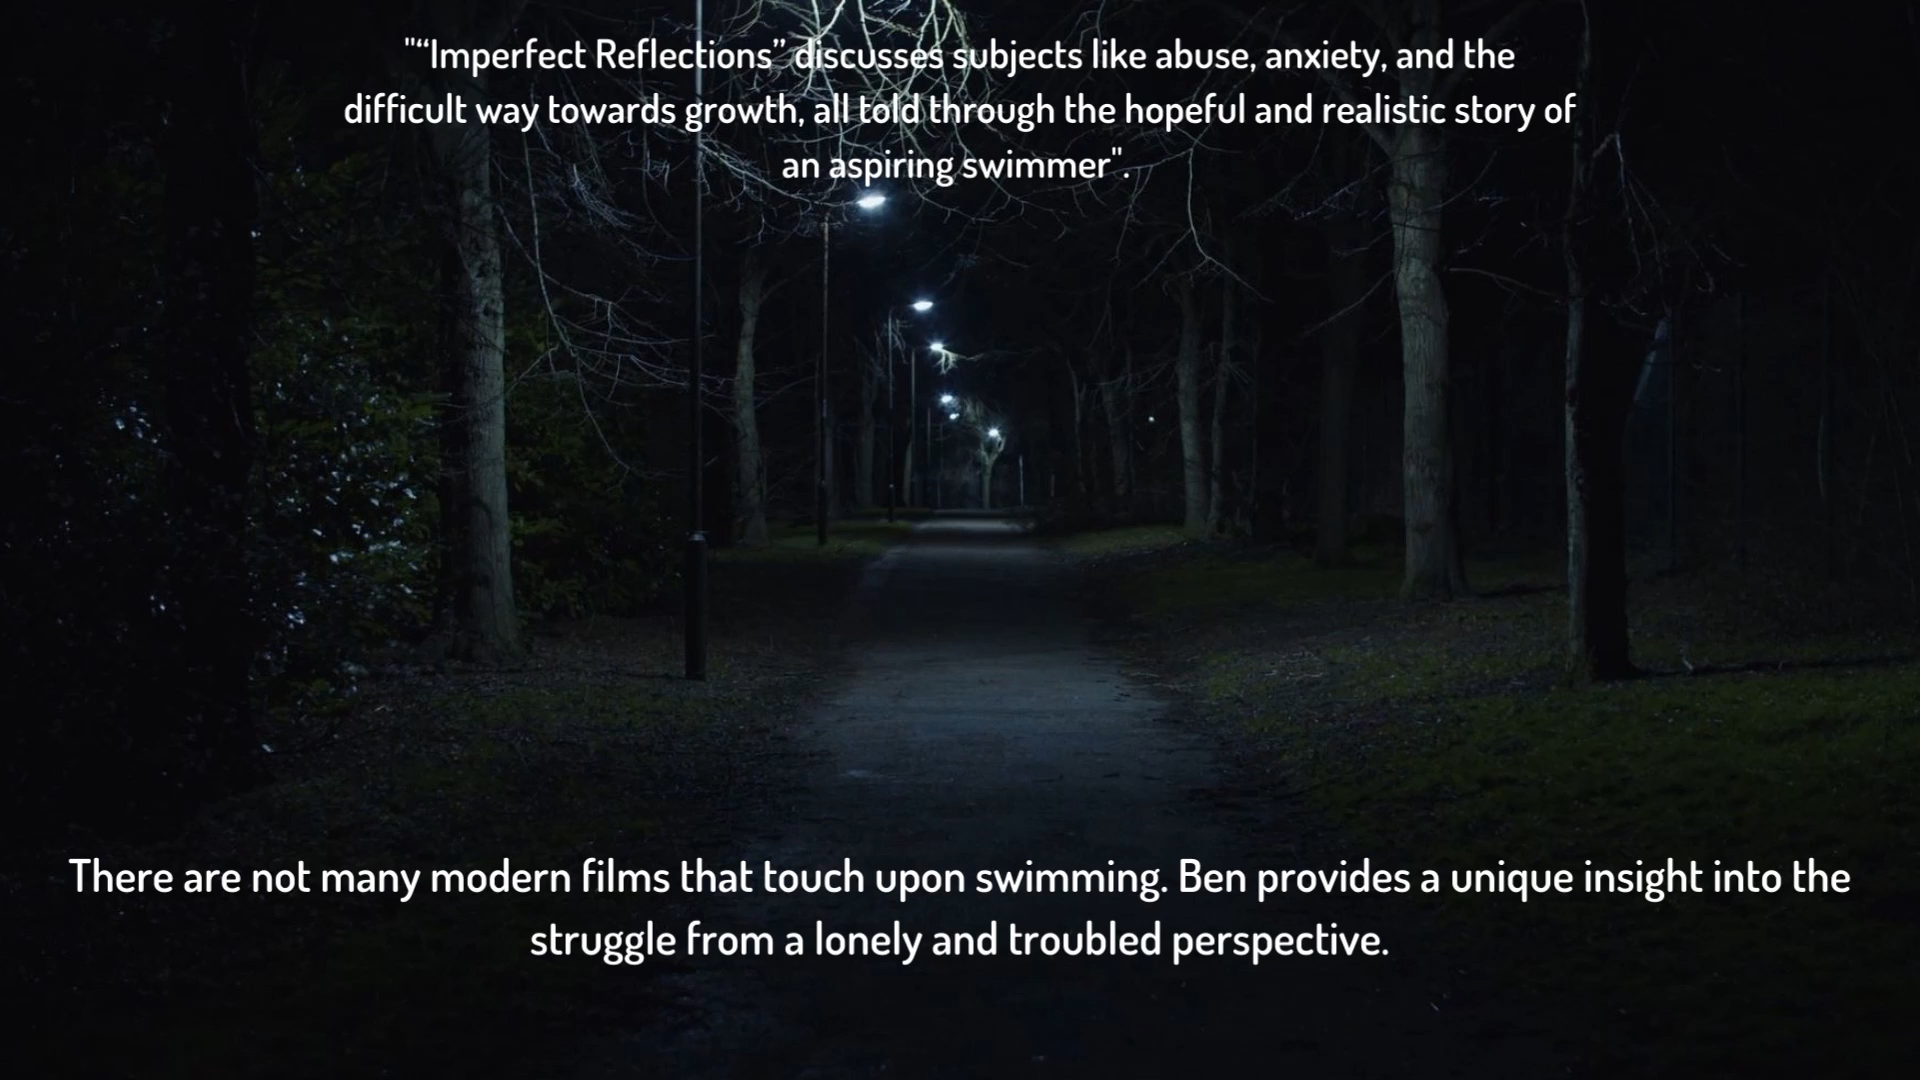 "“Imperfect Reflections” discusses subjects like abuse, anxiety, and the
difficult way towards growth, all told through the hopeful and realistic story of
an aspiring swimmer".
There are not many modern films that touch upon swimming. Ben provides a unique insight into the
struggle from a lonely and troubled perspective.